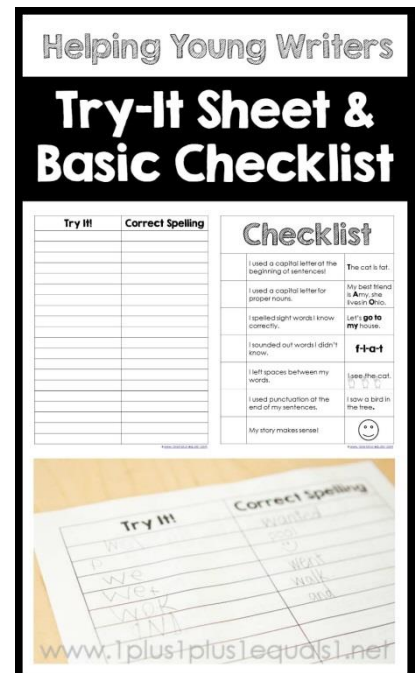 Helping Young Writers
Try-It Sheet &
Basic Checklist
Try It!
Correct Spelling
Checklist
I used a capital letter at the
beginning of sentences!
The cat is fat.
I used a capital letter for
proper nouns.
My best friend
is Amy, she
lives in Ohio.
I spelled sight words I know
correctly.
Let's go to
my house.
I sounded out words I didn't
know.
f-l-a-t
I left spaces between my
words.
I see the cat.
I used punctuation at the
end of my sentences.
I saw a bird in
the tree.
My story makes sense!
Try It!
Correct Spelling
wanted
we
wet
went
wok
walk
and
www.1plus1plus1equals1.net